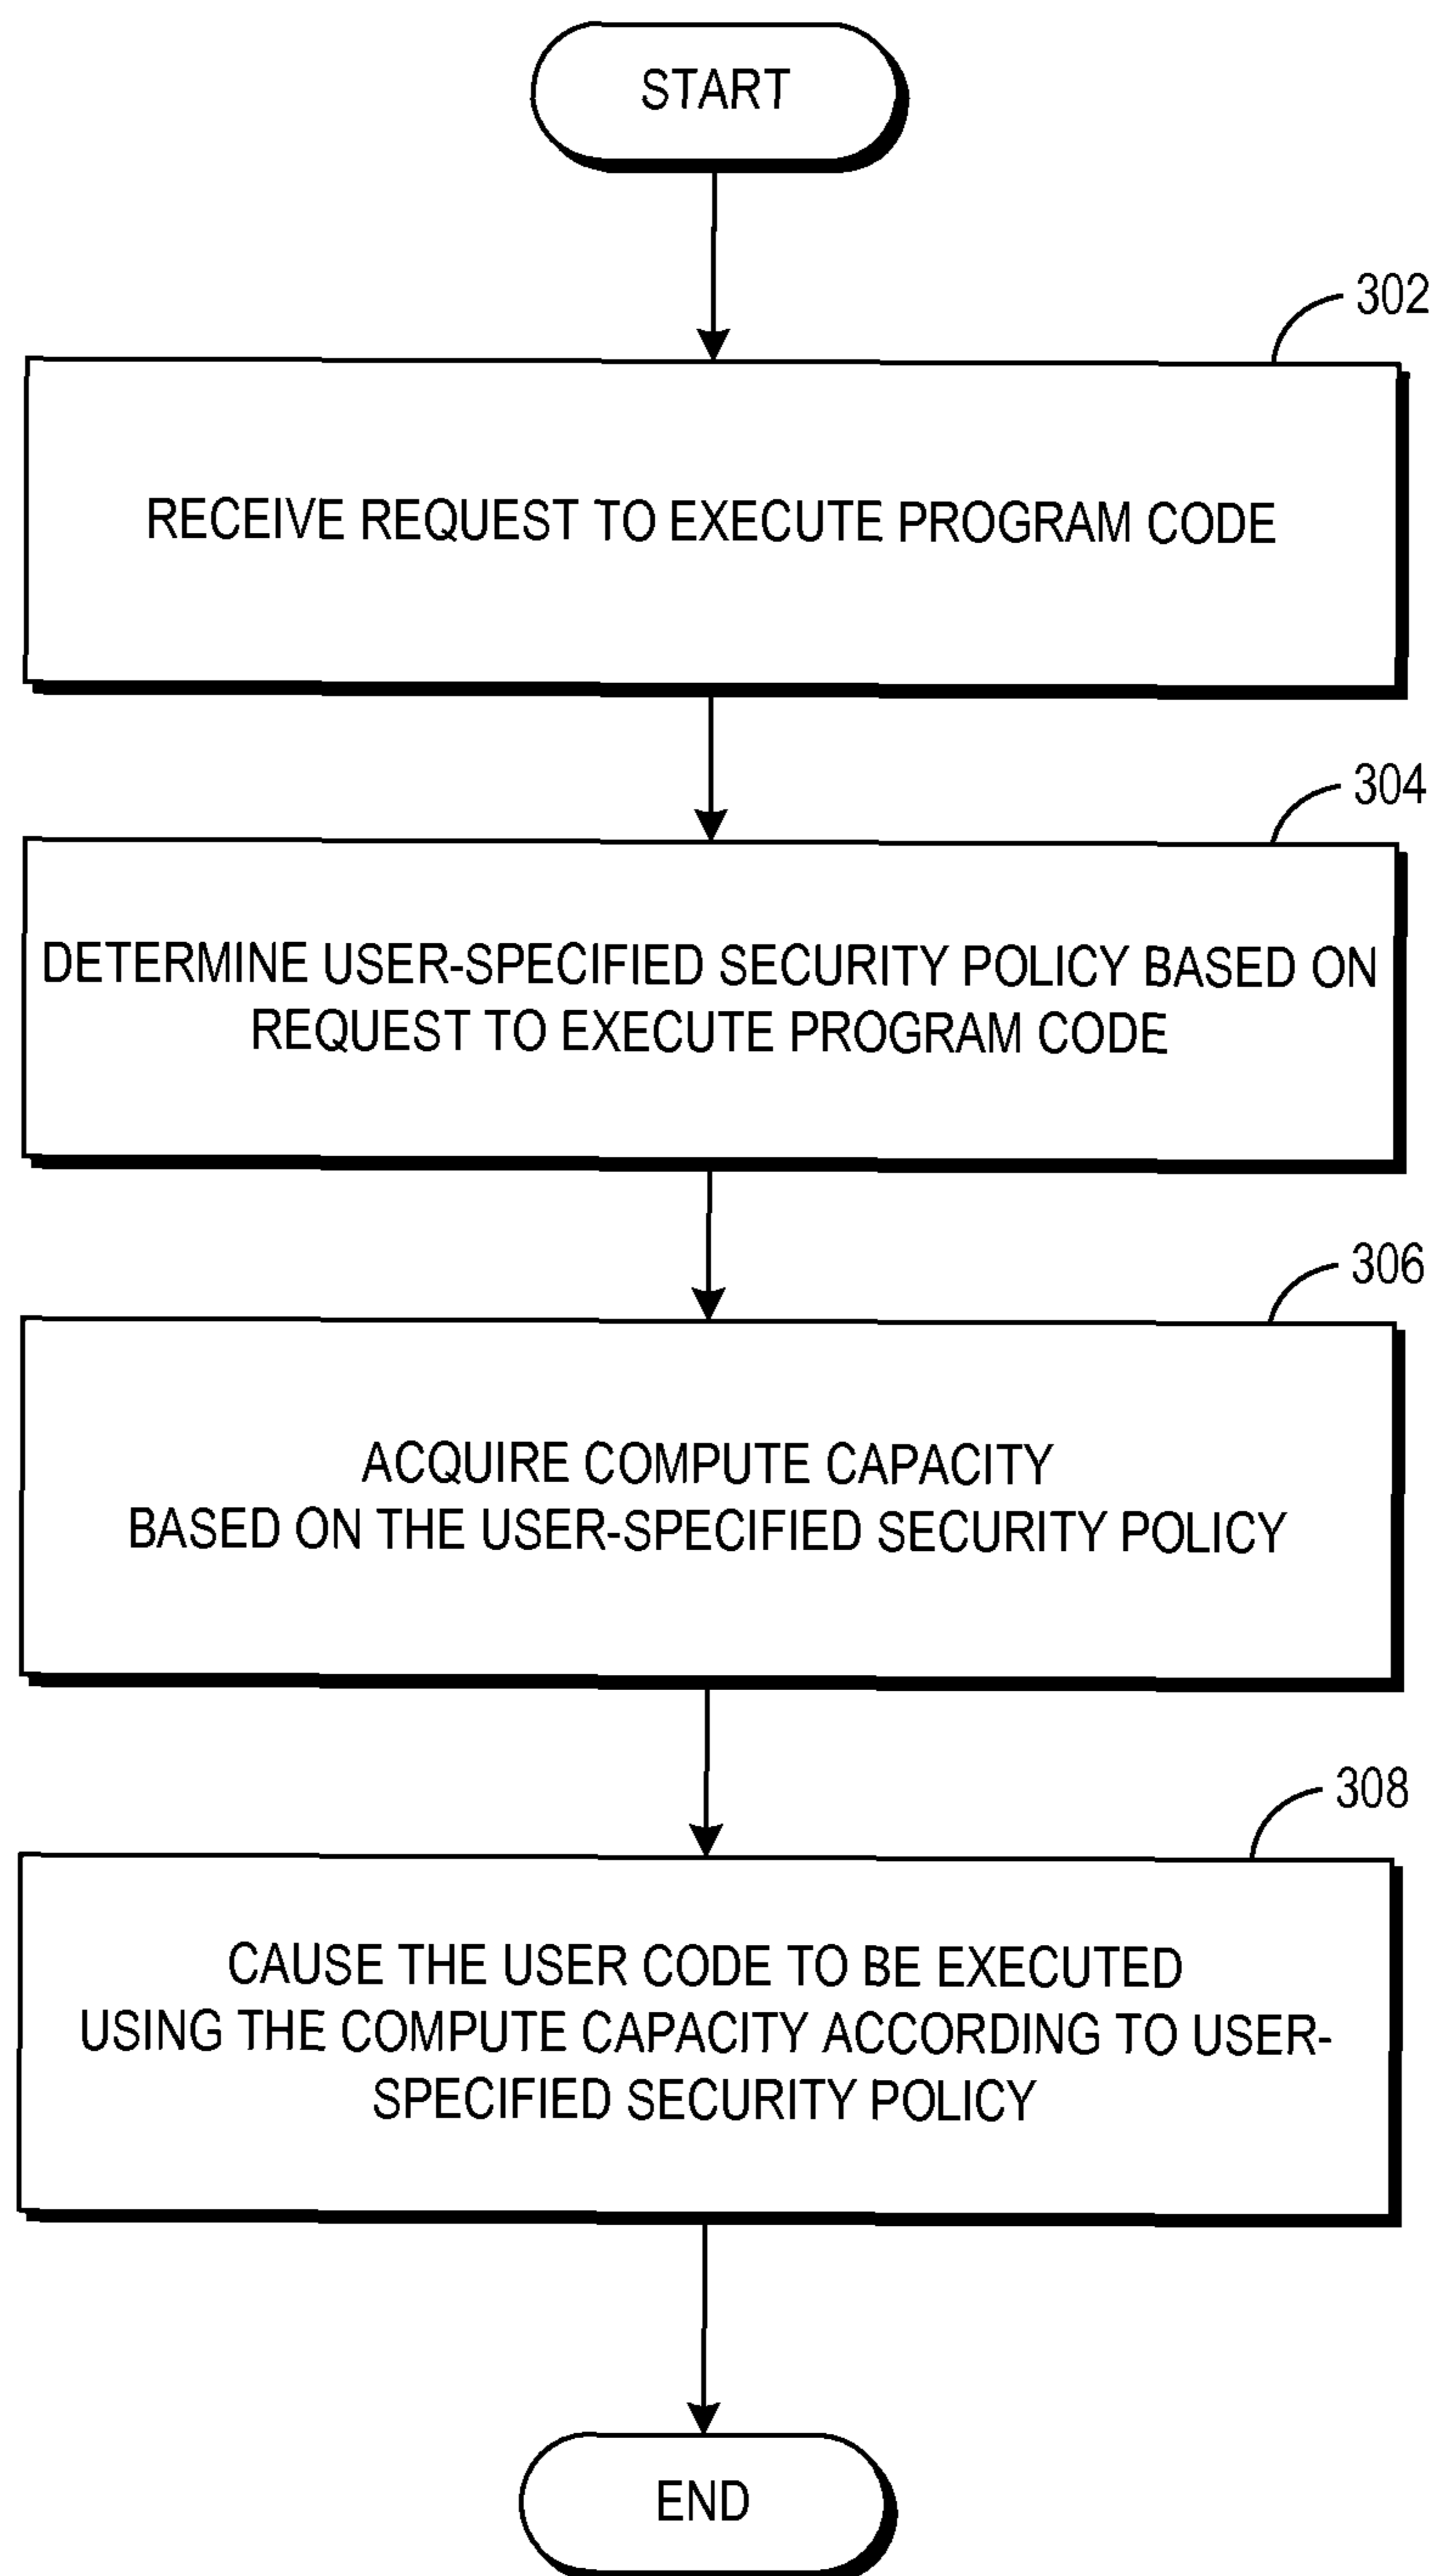 START
302
RECEIVE REQUEST TO EXECUTE PROGRAM CODE
304
DETERMINE USER-SPECIFIED SECURITY POLICY BASED ON
REQUEST TO EXECUTE PROGRAM CODE
306
ACQUIRE COMPUTE CAPACITY
BASED ON THE USER-SPECIFIED SECURITY POLICY
308
CAUSE THE USER CODE TO BE EXECUTED
USING THE COMPUTE CAPACITY ACCORDING TO USER-
SPECIFIED SECURITY POLICY
END